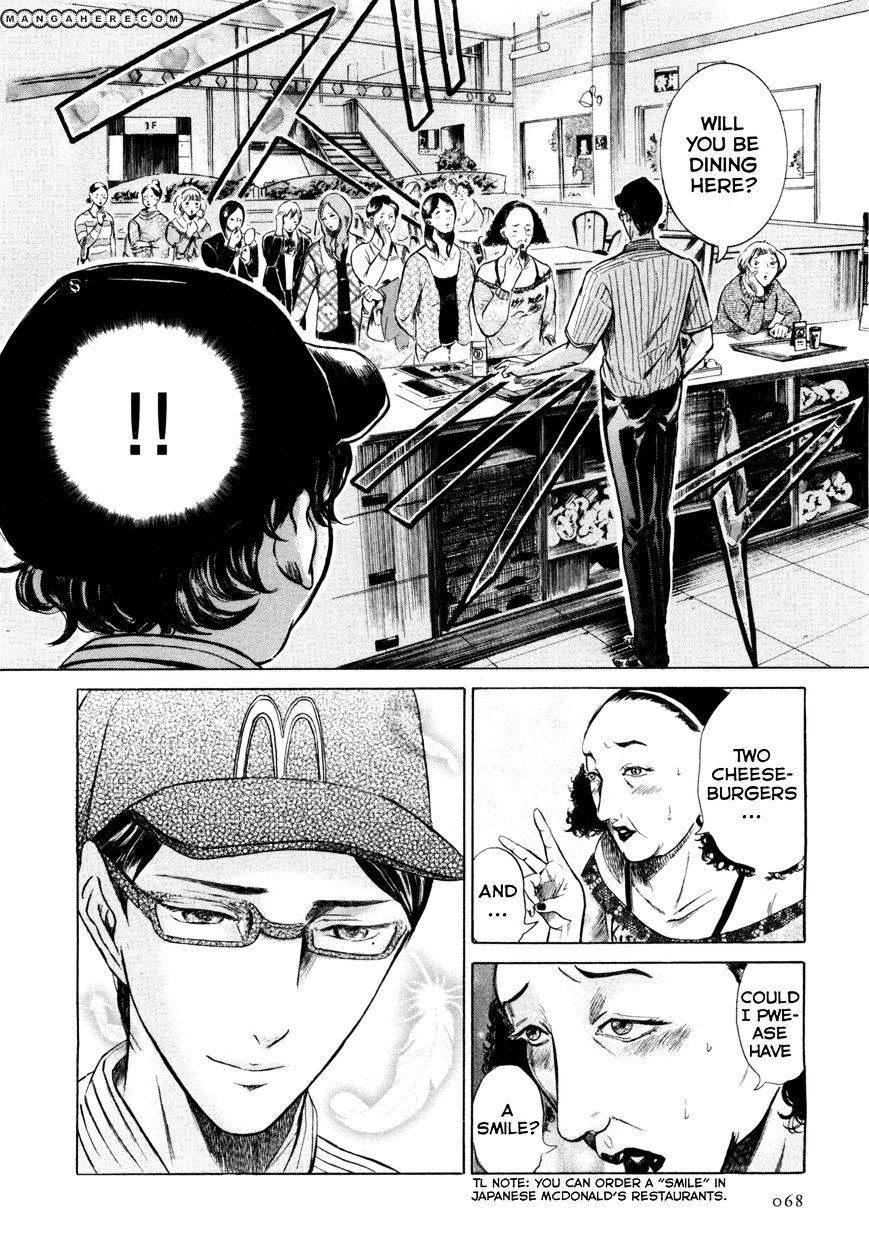 MANGAHERE.COM
1F
WILL
YOU BE
DINING
HERE?
!!
TWO
CHEESE-
BURGERS
...
AND
...
COULD
I PWE-
ASE
HAVE
A
SMILE?
TL NOTE: YOU CAN ORDER A "SMILE" IN
JAPANESE MCDONALD'S RESTAURANTS.
068